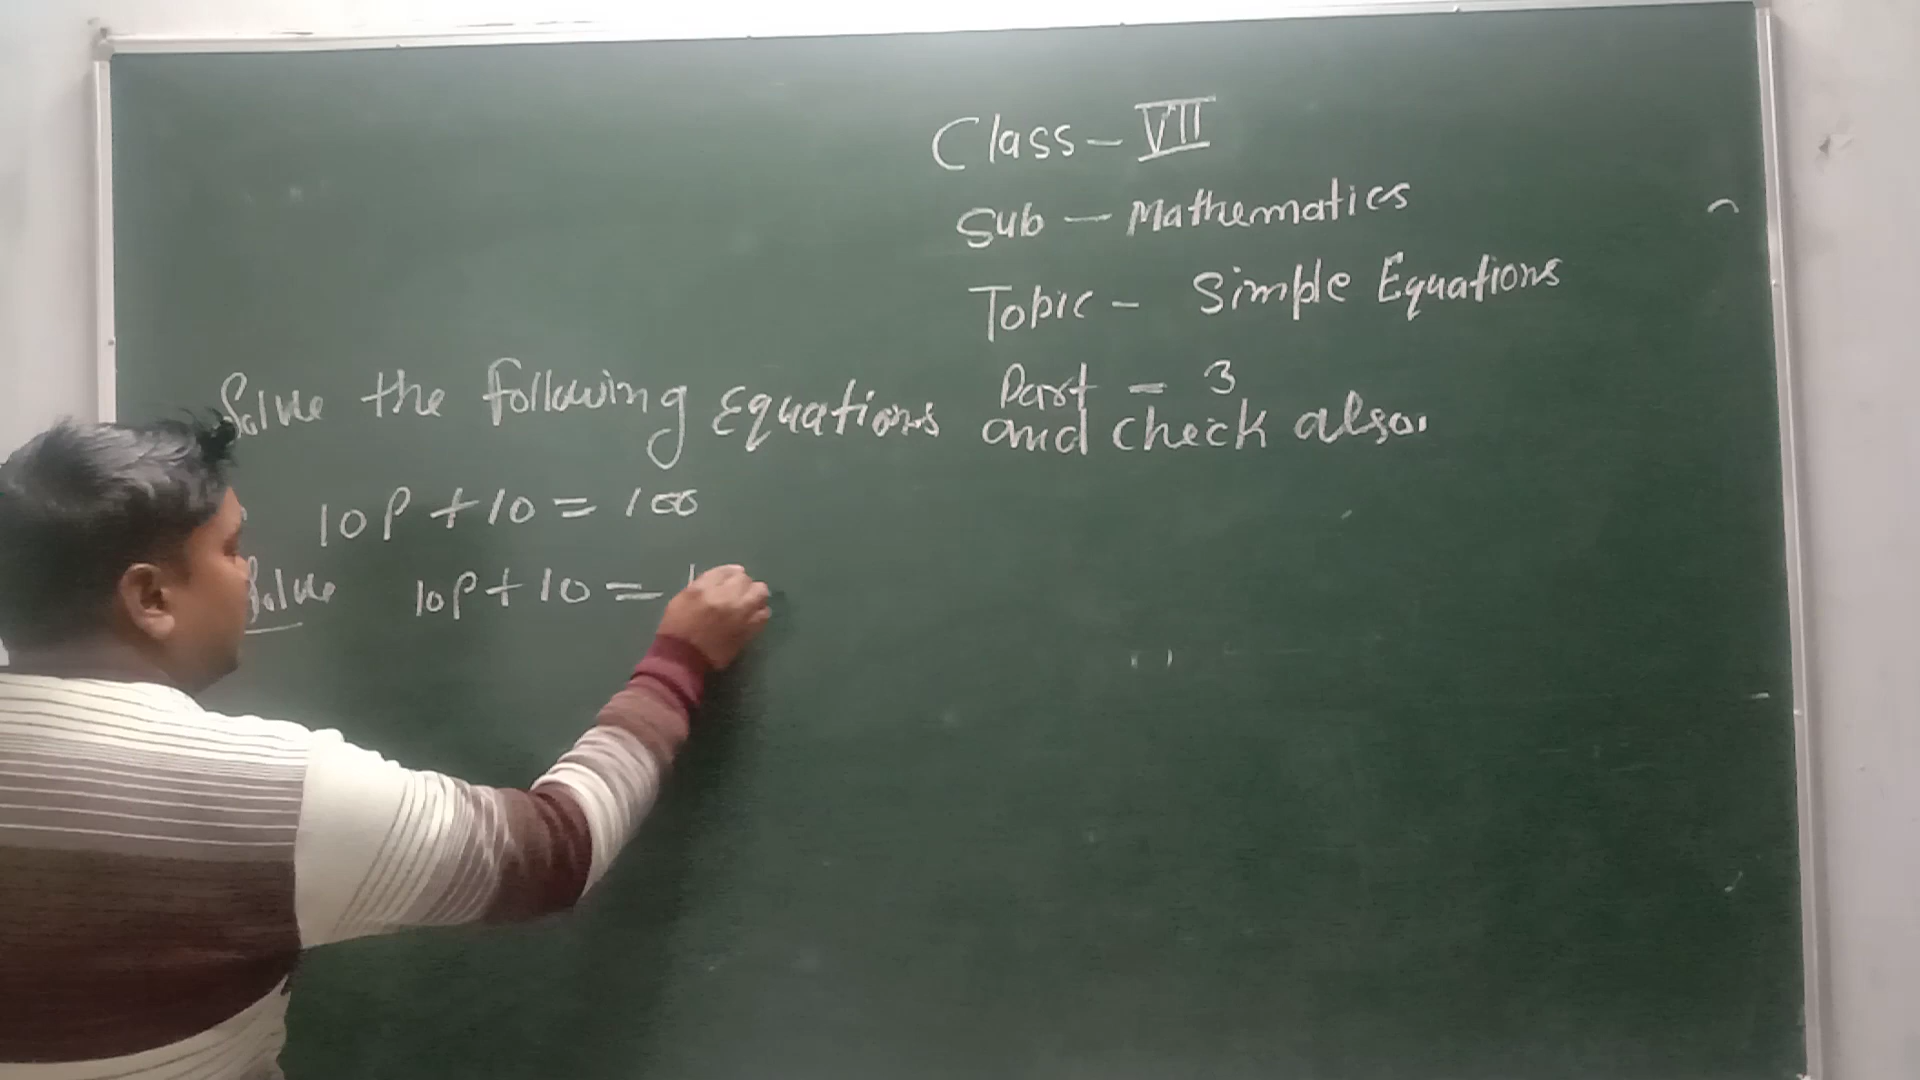 Class - VII
Sub - Mathematics
Topic - Simple Equations
Part = 3
Solve the following Equations and check also.
10p + 10 = 100
Solve 10p + 10 = 1